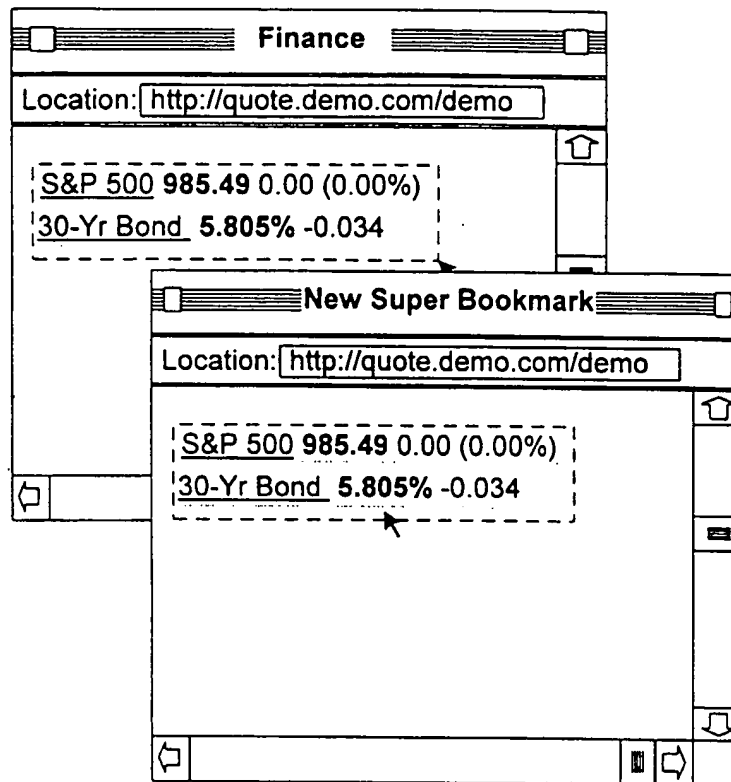 Finance
Location: http://quote.demo.com/demo
S&P 500 985.49 0.00 (0.00%)
30-Yr Bond 5.805% -0.034
New Super Bookmark
Location: http://quote.demo.com/demo
S&P 500 985.49 0.00 (0.00%)
30-Yr Bond 5.805% -0.034